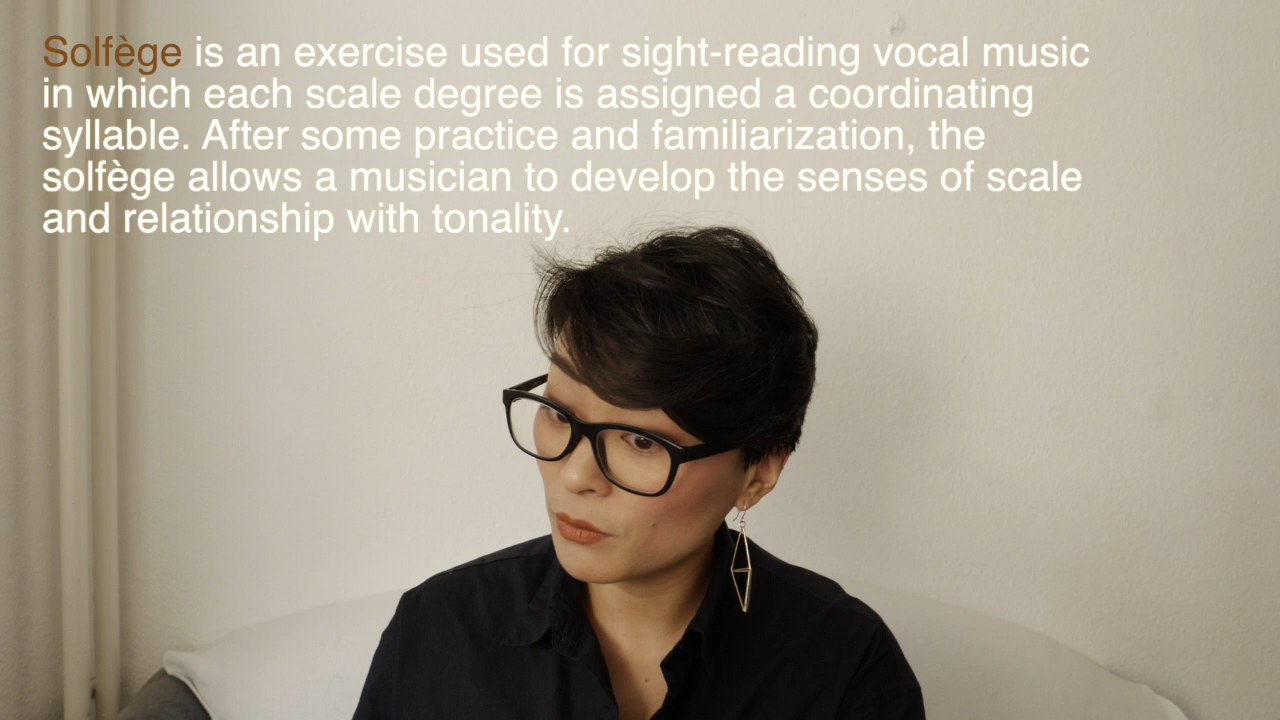 Solfège is an exercise used for sight-reading vocal music
in which each scale degree is assigned a coordinating
syllable. After some practice and familiarization, the
solfège allows a musician to develop the senses of scale
and relationship with tonality.